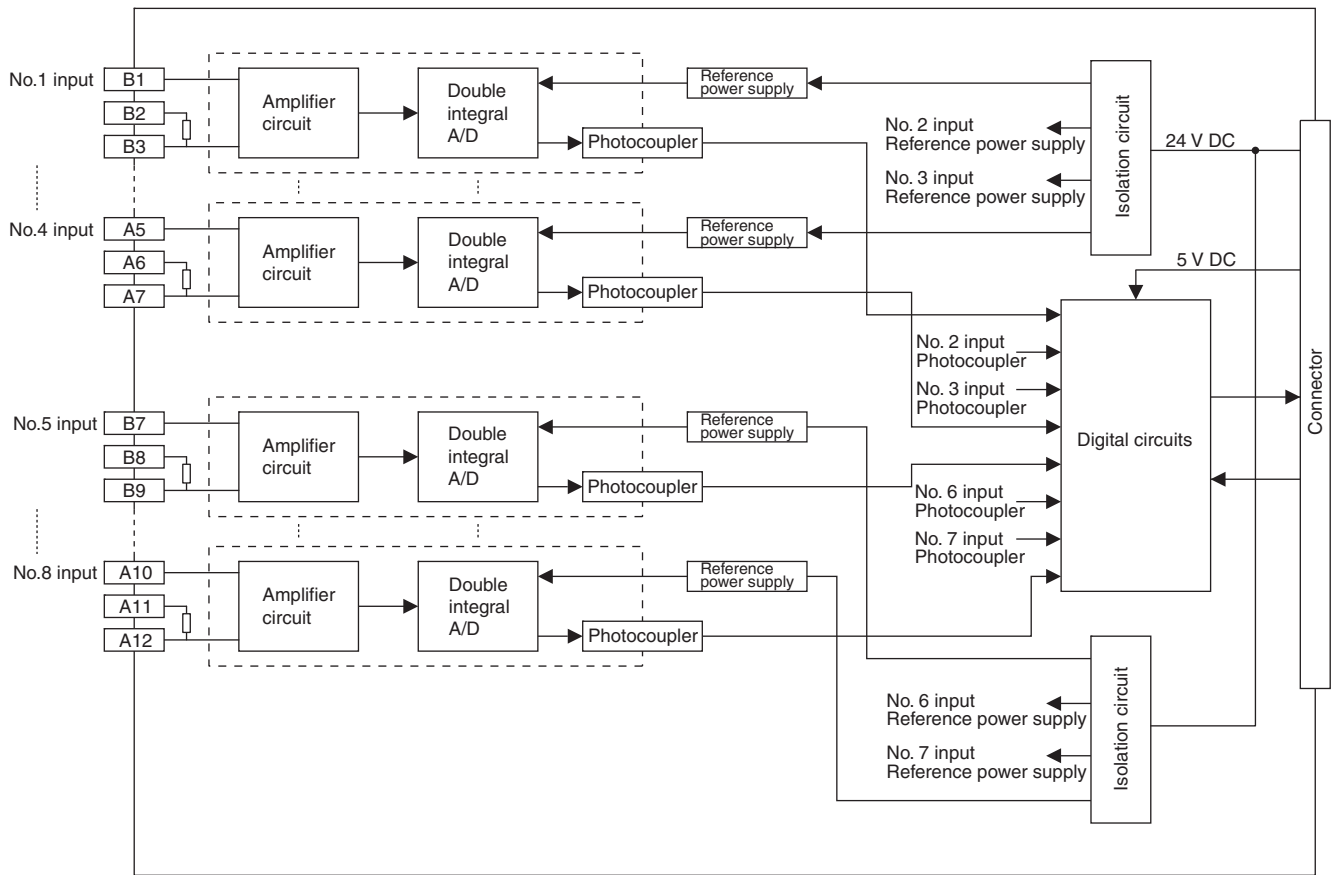 No.1 input
B1
B2
B3
Amplifier
circuit
Double
integral
A/D
Photocoupler
Reference
power supply
No. 2 input
Reference power supply
No. 3 input
Reference power supply
Isolation circuit
24 V DC
No.4 input
A5
A6
A7
Amplifier
circuit
Double
integral
A/D
Photocoupler
Reference
power supply
5 V DC
No. 2 input
Photocoupler
No. 3 input
Photocoupler
Digital circuits
Connector
No.5 input
B7
B8
B9
Amplifier
circuit
Double
integral
A/D
Photocoupler
Reference
power supply
No. 6 input
Photocoupler
No. 7 input
Photocoupler
No.8 input
A10
A11
A12
Amplifier
circuit
Double
integral
A/D
Photocoupler
Reference
power supply
No. 6 input
Reference power supply
No. 7 input
Reference power supply
Isolation circuit